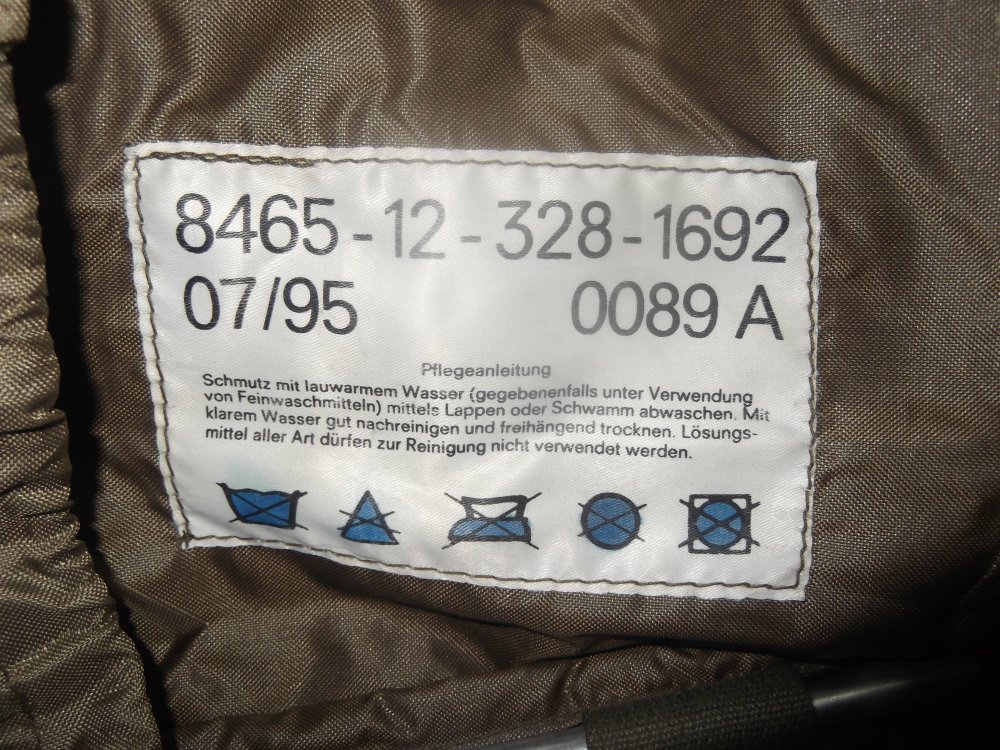 8465-12-328-1692
07/95 0089 A
Pflegeanleitung
Schmutz mit lauwarmem Wasser (gegebenenfalls unter Verwendung
von Feinwaschmitteln) mittels Lappen oder Schwamm abwaschen. Mit
klarem Wasser gut nachreinigen und freihängend trocknen. Lösungs-
mittel aller Art dürfen zur Reinigung nicht verwendet werden.